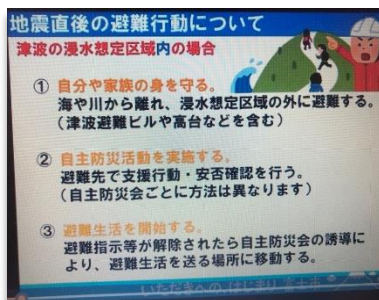 地震直後の避難行動について
津波の浸水想定区域内の場合
① 自分や家族の身を守る。
海や川から離れ、浸水想定区域の外に避難する。
（津波避難ビルや高台などを含む）
② 自主防災活動を実施する。
避難先で支援行動・安否確認を行う。
（自主防災会ごとに方法は異なります）
③ 避難生活を開始する。
避難指示等が解除されたら自主防災会の誘導に
より、避難生活を送る場所に移動する。